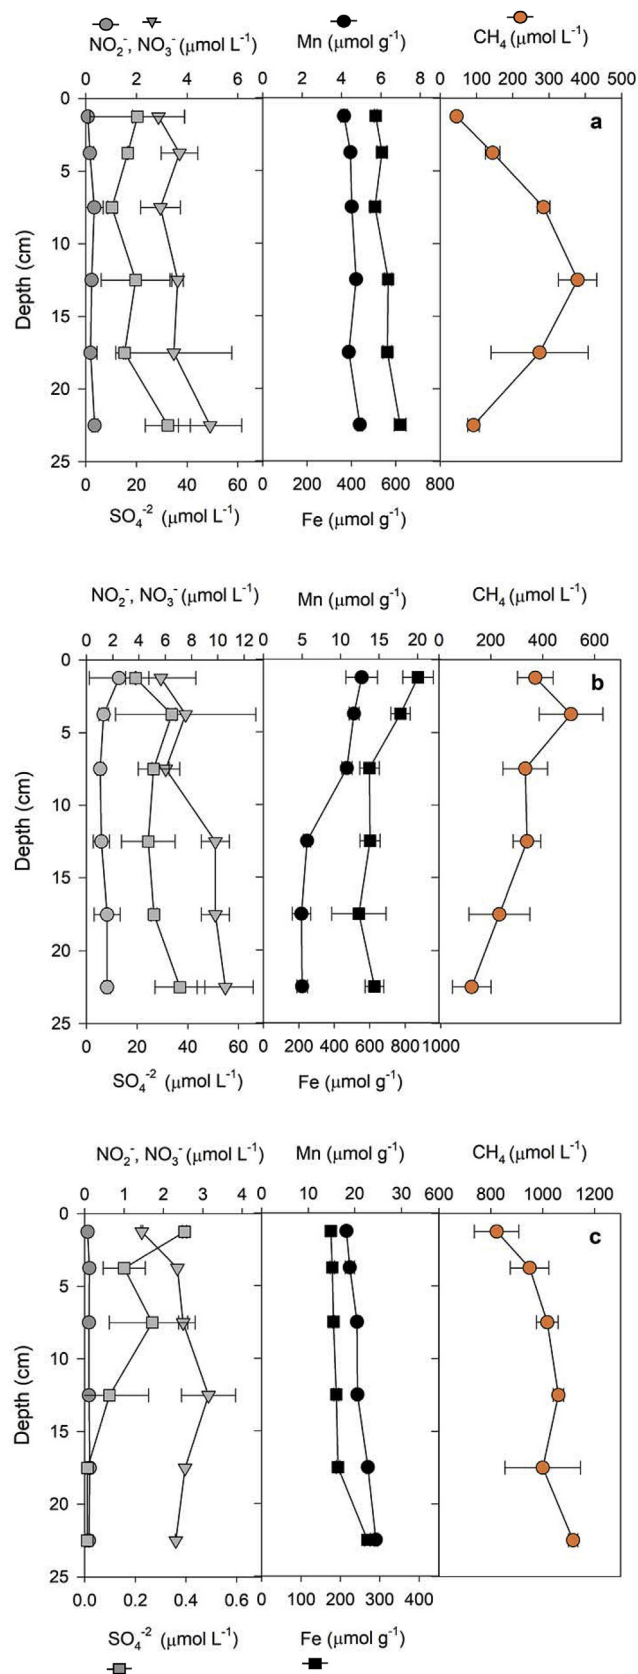 NO₂⁻, NO₃⁻ (μmol L⁻¹) Mn (μmol g⁻¹) CH₄ (μmol L⁻¹)
0 2 4 6 0 2 4 6 8 0 100 200 300 400 500
a
0
5
10
15
20
25
Depth (cm)
0 20 40 60 0 200 400 600 800
SO₄⁻² (μmol L⁻¹) Fe (μmol g⁻¹)
NO₂⁻, NO₃⁻ (μmol L⁻¹) Mn (μmol g⁻¹) CH₄ (μmol L⁻¹)
0 2 4 6 8 10 12 0 5 10 15 20 0 200 400 600
b
0
5
10
15
20
25
Depth (cm)
0 20 40 60 0 200 400 600 800 1000
SO₄⁻² (μmol L⁻¹) Fe (μmol g⁻¹)
NO₂⁻, NO₃⁻ (μmol L⁻¹) Mn (μmol g⁻¹) CH₄ (μmol L⁻¹)
0 1 2 3 4 0 10 20 30 600 800 1000 1200
c
0
5
10
15
20
25
Depth (cm)
0.0 0.2 0.4 0.6 0 100 200 300 400
SO₄⁻² (μmol L⁻¹) Fe (μmol g⁻¹)